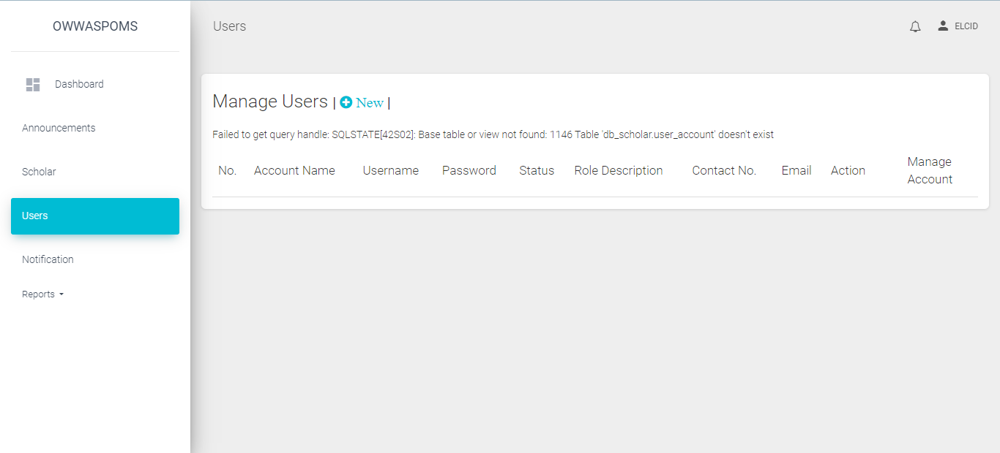 OWWASPOMS
Users
ELCID
Dashboard
Announcements
Scholar
Users
Notification
Reports
Manage Users | New |
Failed to get query handle: SQLSTATE[42S02]: Base table or view not found: 1146 Table 'db_scholar.user_account' doesn't exist
No. Account Name Username Password Status Role Description Contact No. Email Action Manage
Account